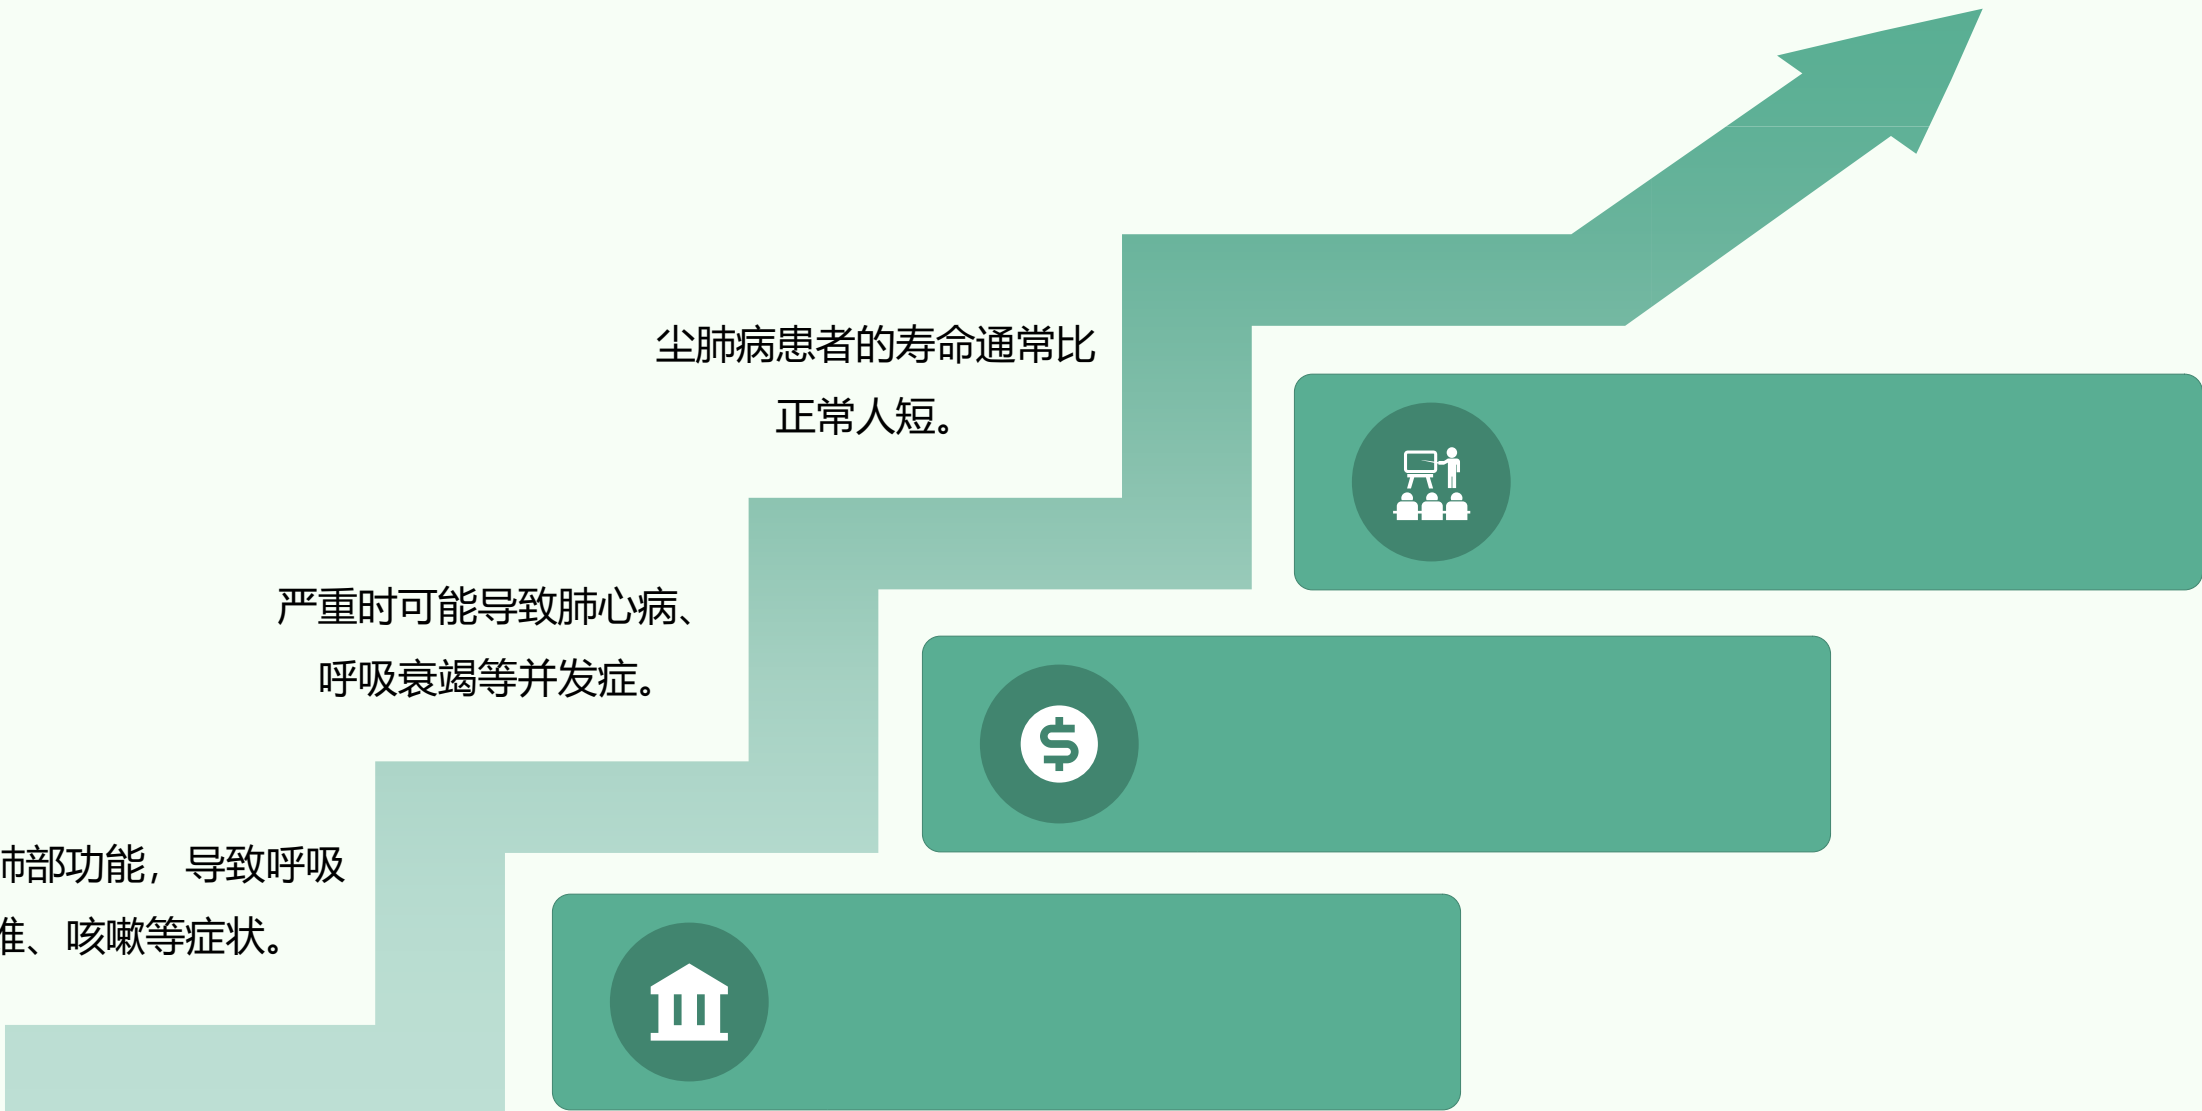 尘肺病患者的寿命通常比
正常人短。
严重时可能导致肺心病、
呼吸衰竭等并发症。
部功能，导致呼吸
、咳嗽等症状。